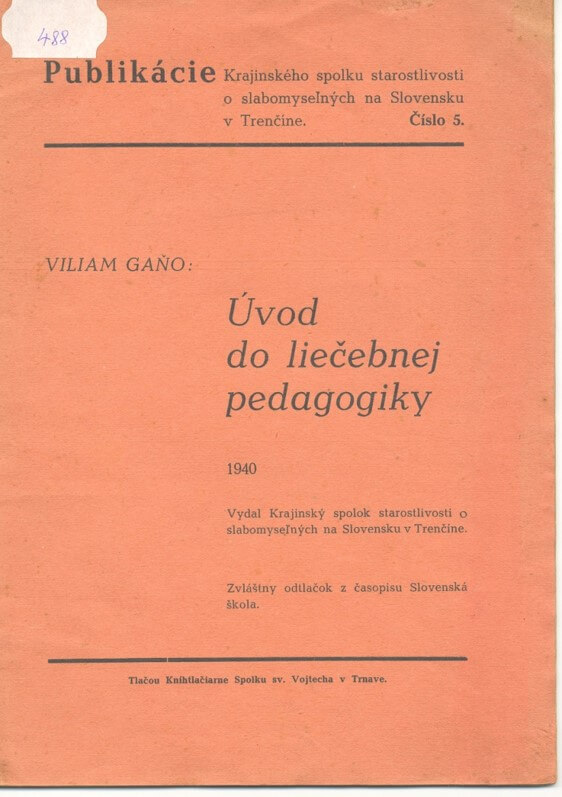 488
Publikácie Krajinského spolku starostlivosti
o slabomyseľných na Slovensku
v Trenčíne. Číslo 5.
VILIAM GAŇO:
Úvod
do liečebnej
pedagogiky
1940
Vydal Krajinský spolok starostlivosti o
slabomyseľných na Slovensku v Trenčíne.
Zvláštny odtlačok z časopisu Slovenská
škola.
Tlačou Kníhtlačiarne Spolku sv. Vojtecha v Trnave.